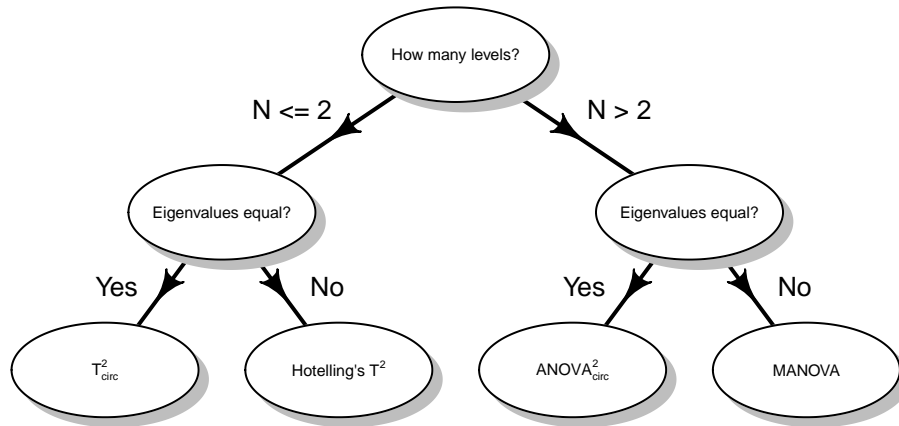 How many levels?
N <= 2
N > 2
Eigenvalues equal?
Eigenvalues equal?
Yes
No
Yes
No
T²circ
Hotelling's T²
ANOVA²circ
MANOVA